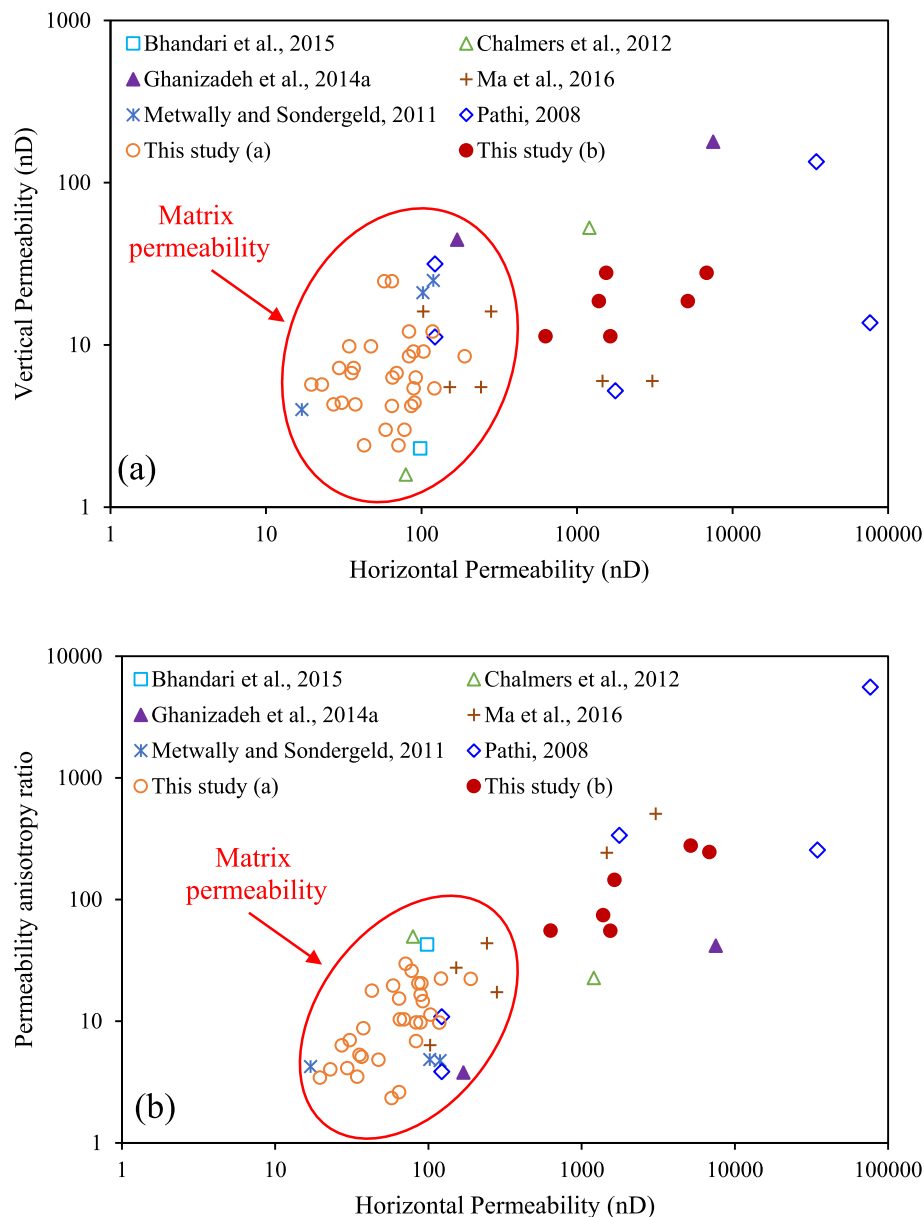 1000
100
10
1
Vertical Permeability (nD)
Bhandari et al., 2015
Chalmers et al., 2012
Ghanizadeh et al., 2014a
Ma et al., 2016
Metwally and Sondergeld, 2011
Pathi, 2008
This study (a)
This study (b)
Matrix
permeability
(a)
1 10 100 1000 10000 100000
Horizontal Permeability (nD)
10000
1000
100
10
1
Permeability anisotropy ratio
Bhandari et al., 2015
Chalmers et al., 2012
Ghanizadeh et al., 2014a
Ma et al., 2016
Metwally and Sondergeld, 2011
Pathi, 2008
This study (a)
This study (b)
Matrix
permeability
(b)
1 10 100 1000 10000 100000
Horizontal Permeability (nD)